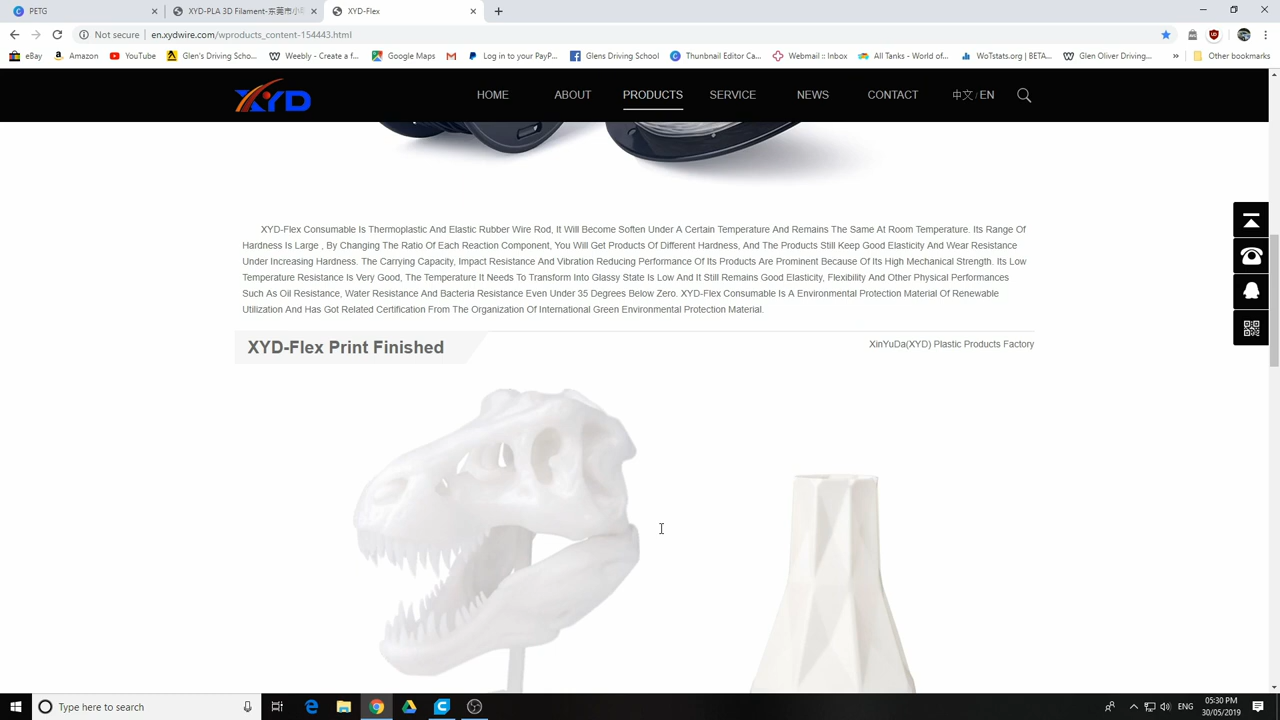 PETG
XYD-PLA 3D Filament-东莞市小
XYD-Flex
Not secure
en.xydwire.com/wproducts_content-154443.html
eBay
Amazon
YouTube
Glen's Driving Scho...
Weebly - Create a f...
Google Maps
Log in to your PayP...
Glens Driving School
Thunbnail Editor Ca...
Webmail :: Inbox
All Tanks - World of...
WoTstats.org | BETA...
Glen Oliver Driving...
Other bookmarks
XYD
HOME
ABOUT
PRODUCTS
SERVICE
NEWS
CONTACT
中文 / EN
XYD-Flex Consumable Is Thermoplastic And Elastic Rubber Wire Rod, It Will Become Soften Under A Certain Temperature And Remains The Same At Room Temperature. Its Range Of
Hardness Is Large , By Changing The Ratio Of Each Reaction Component, You Will Get Products Of Different Hardness, And The Products Still Keep Good Elasticity And Wear Resistance
Under Increasing Hardness. The Carrying Capacity, Impact Resistance And Vibration Reducing Performance Of Its Products Are Prominent Because Of Its High Mechanical Strength. Its Low
Temperature Resistance Is Very Good, The Temperature It Needs To Transform Into Glassy State Is Low And It Still Remains Good Elasticity, Flexibility And Other Physical Performances
Such As Oil Resistance, Water Resistance And Bacteria Resistance Even Under 35 Degrees Below Zero. XYD-Flex Consumable Is A Environmental Protection Material Of Renewable
Utilization And Has Got Related Certification From The Organization Of International Green Environmental Protection Material.
XYD-Flex Print Finished
XinYuDa(XYD) Plastic Products Factory
Type here to search
ENG
05:30 PM
30/05/2019